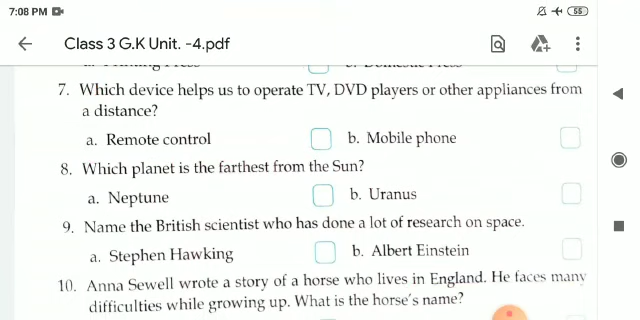 7:08 PM
55
Class 3 G.K Unit. -4.pdf
7. Which device helps us to operate TV, DVD players or other appliances from
a distance?
a. Remote control b. Mobile phone
8. Which planet is the farthest from the Sun?
a. Neptune b. Uranus
9. Name the British scientist who has done a lot of research on space.
a. Stephen Hawking b. Albert Einstein
10. Anna Sewell wrote a story of a horse who lives in England. He faces many
difficulties while growing up. What is the horse's name?